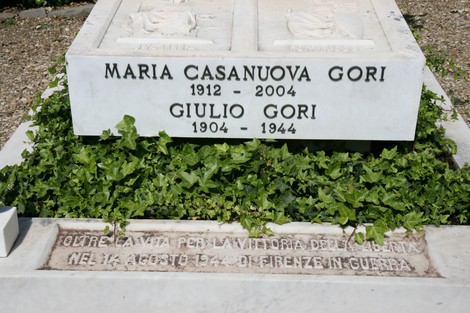 MARIA CASANUOVA GORI
1912 - 2004
GIULIO GORI
1904 - 1944
OLTRE LA VITA PER LA VITTORIA DELLA LIBERTÀ
NEL 14 AGOSTO 1944 DI FIRENZE IN GUERRA